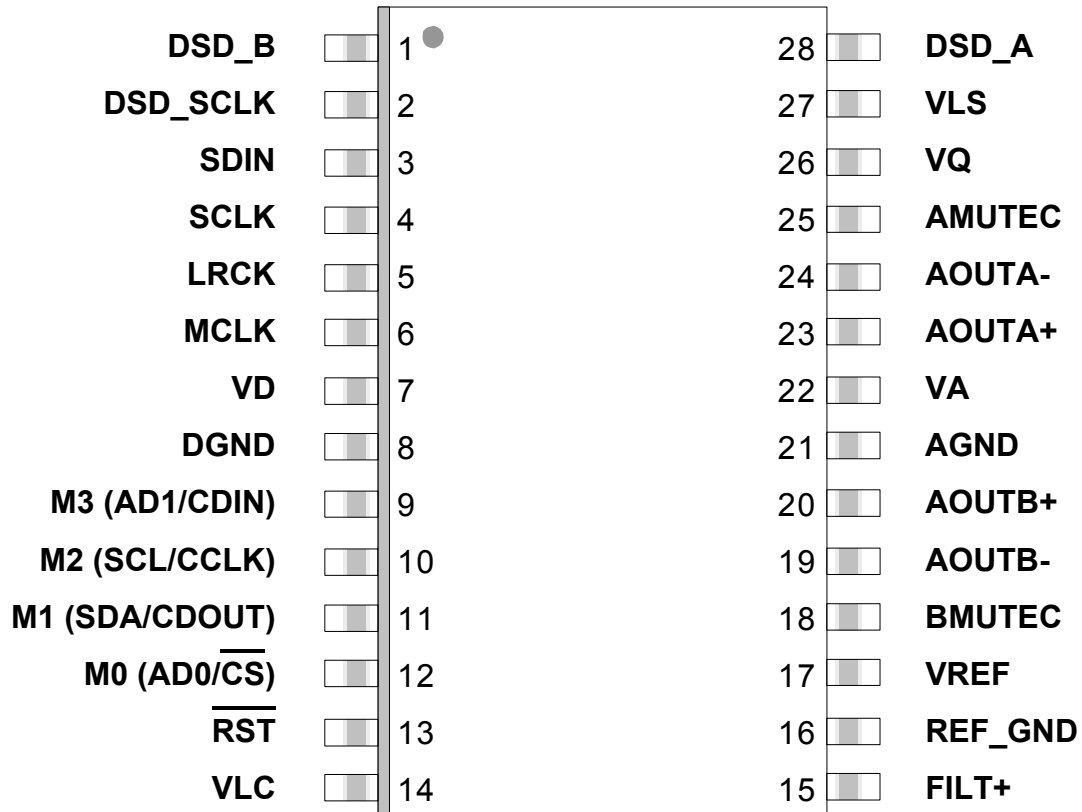 DSD_B 1 28 DSD_A
DSD_SCLK 2 27 VLS
SDIN 3 26 VQ
SCLK 4 25 AMUTEC
LRCK 5 24 AOUTA-
MCLK 6 23 AOUTA+
VD 7 22 VA
DGND 8 21 AGND
M3 (AD1/CDIN) 9 20 AOUTB+
M2 (SCL/CCLK) 10 19 AOUTB-
M1 (SDA/CDOUT) 11 18 BMUTEC
M0 (AD0/C̅S̅) 12 17 VREF
R̅S̅T̅ 13 16 REF_GND
VLC 14 15 FILT+